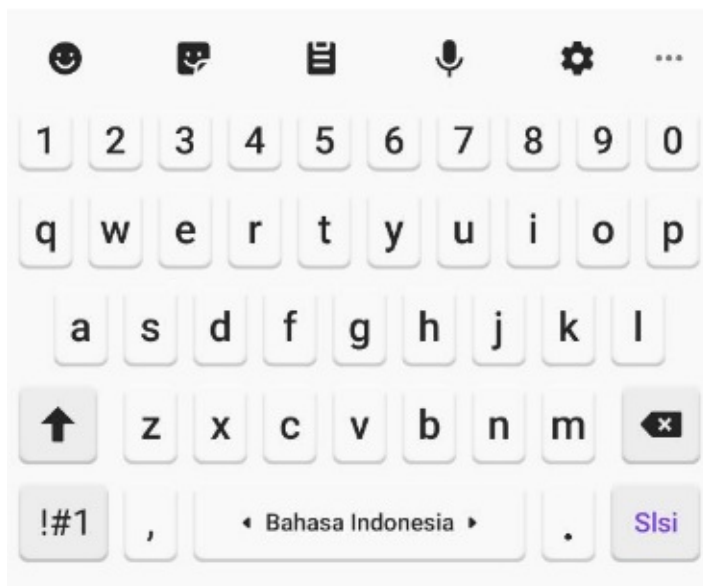 1 2 3 4 5 6 7 8 9 0
q w e r t y u i o p
a s d f g h j k l
z x c v b n m
!#1 , Bahasa Indonesia . Slsi